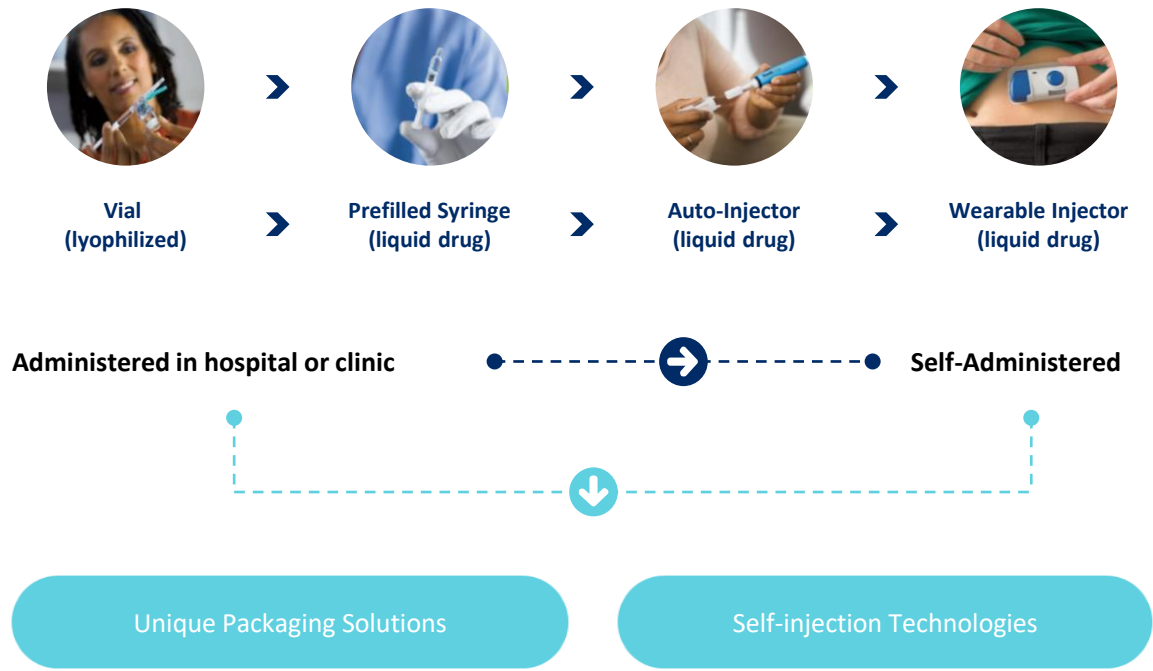 Vial
(lyophilized)
Prefilled Syringe
(liquid drug)
Auto-Injector
(liquid drug)
Wearable Injector
(liquid drug)
Administered in hospital or clinic
Self-Administered
Unique Packaging Solutions
Self-injection Technologies